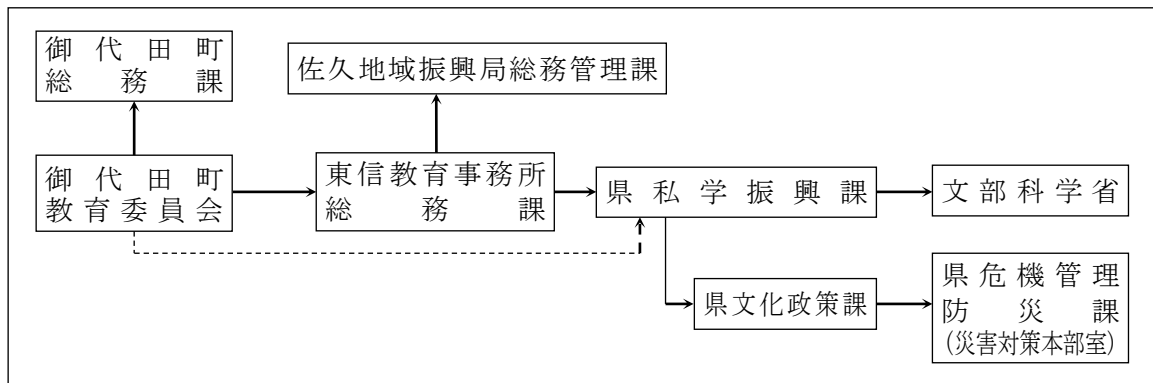 御代田町
総務課
佐久地域振興局総務管理課
御代田町
教育委員会
東信教育事務所
総務課
県私学振興課
文部科学省
県文化政策課
県危機管理
防災課
(災害対策本部室)